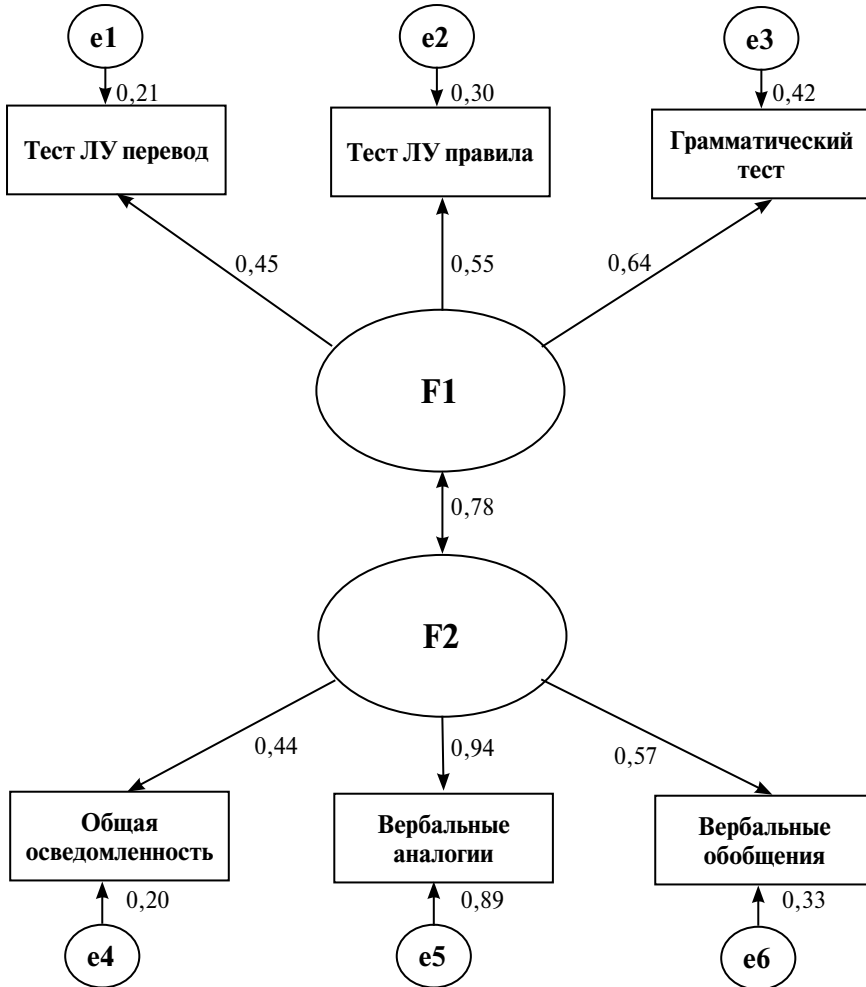 e1
e2
e3
0,21
0,30
0,42
Тест ЛУ перевод
Тест ЛУ правила
Грамматический
тест
0,45
0,55
0,64
F1
0,78
F2
0,44
0,94
0,57
Общая
осведомленность
Вербальные
аналогии
Вербальные
обобщения
0,20
0,89
0,33
e4
e5
e6